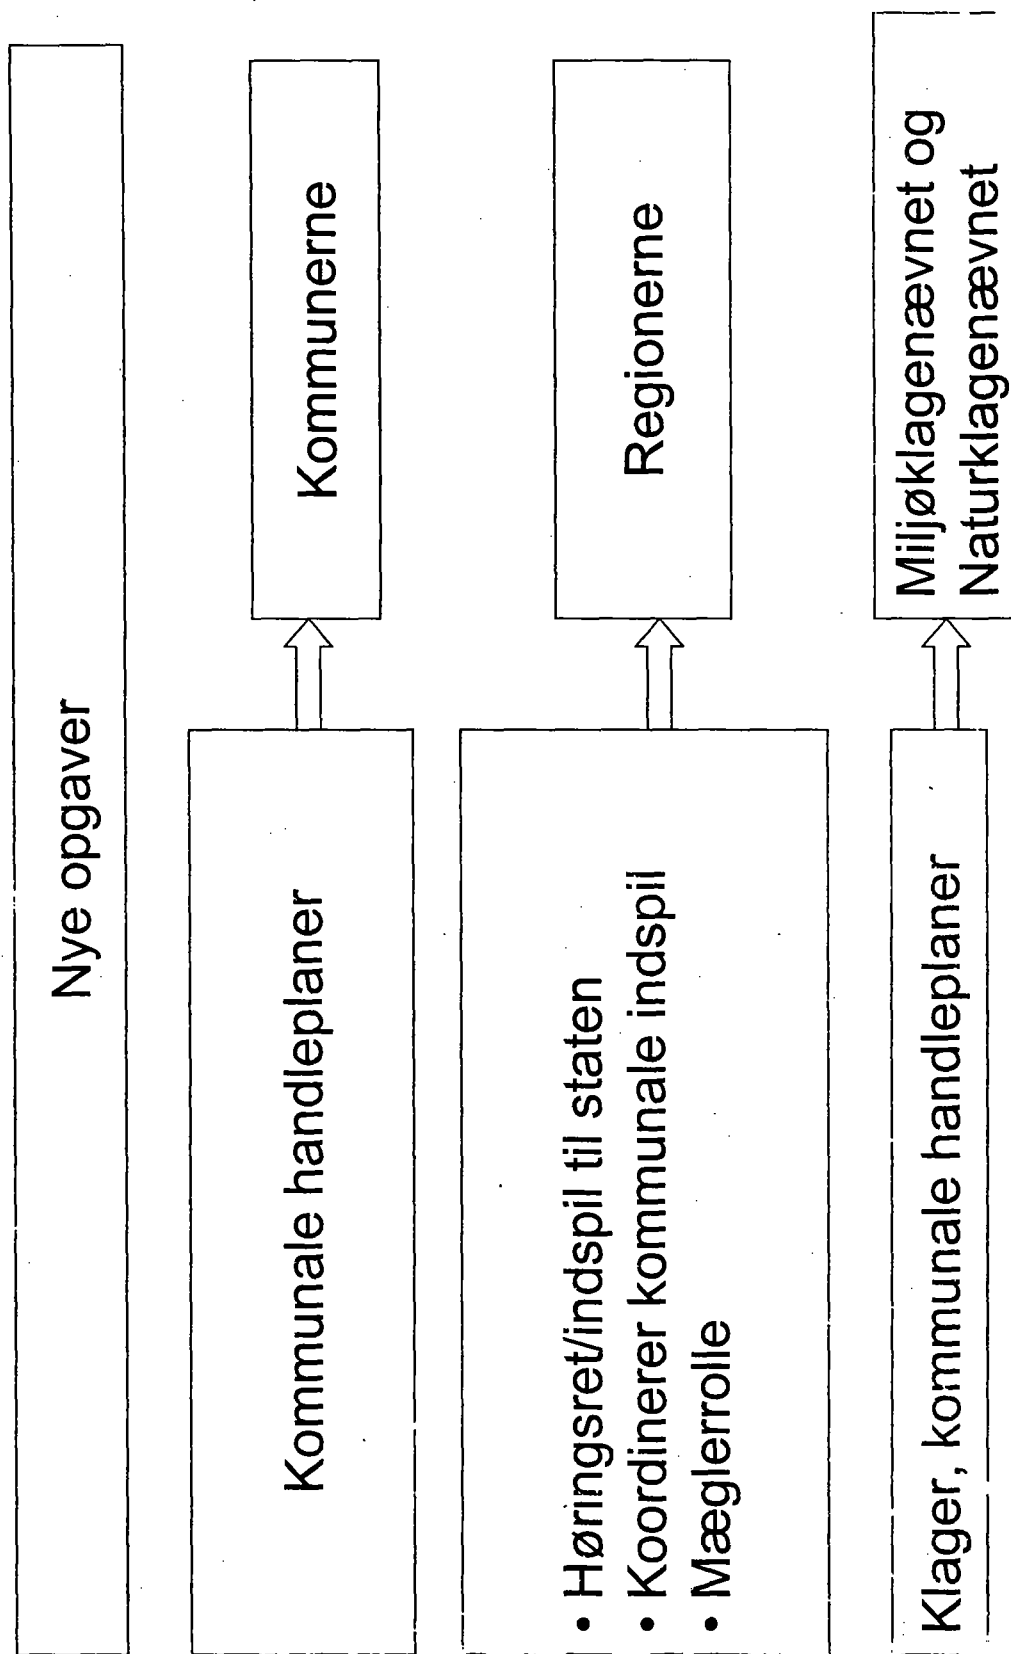 Nye opgaver
Kommunale handleplaner
Kommunerne
• Høringsret/indspil til staten
• Koordinerer kommunale indspil
• Mæglerrolle
Regionerne
Klager, kommunale handleplaner
Miljøklagenævnet og
Naturklagenævnet